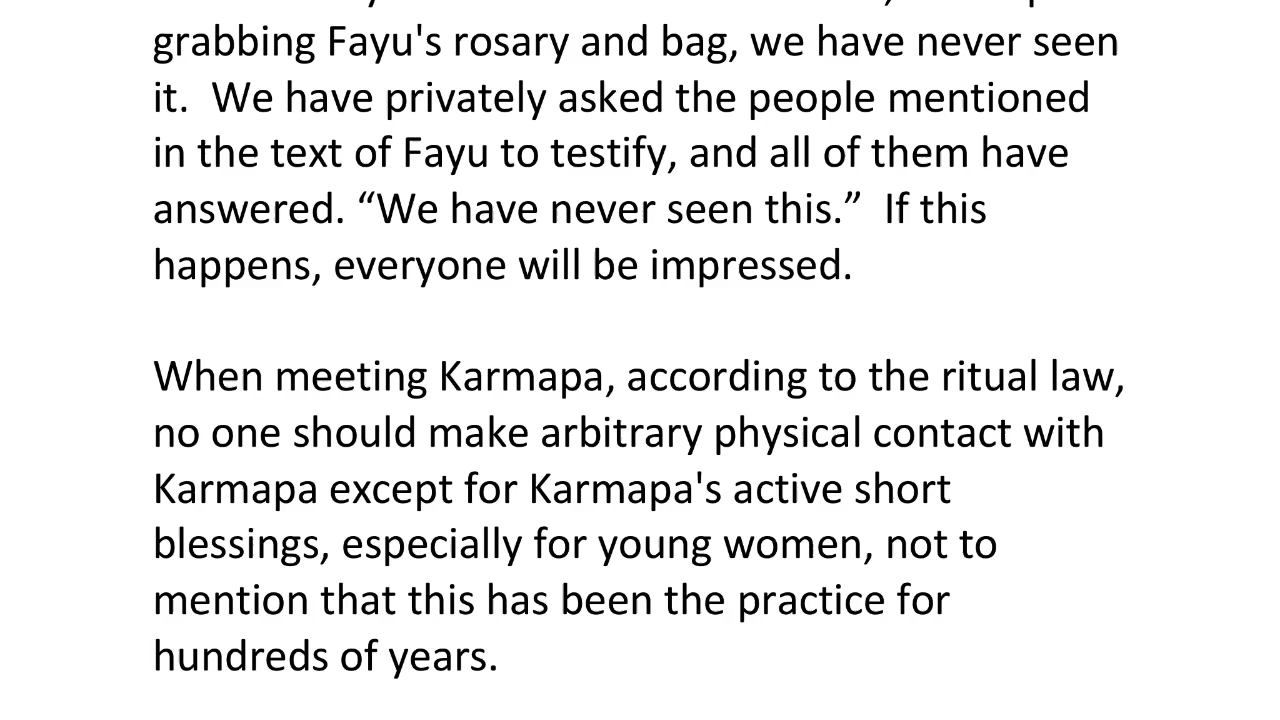 grabbing Fayu's rosary and bag, we have never seen
it.  We have privately asked the people mentioned
in the text of Fayu to testify, and all of them have
answered. “We have never seen this.”  If this
happens, everyone will be impressed.
When meeting Karmapa, according to the ritual law,
no one should make arbitrary physical contact with
Karmapa except for Karmapa's active short
blessings, especially for young women, not to
mention that this has been the practice for
hundreds of years.